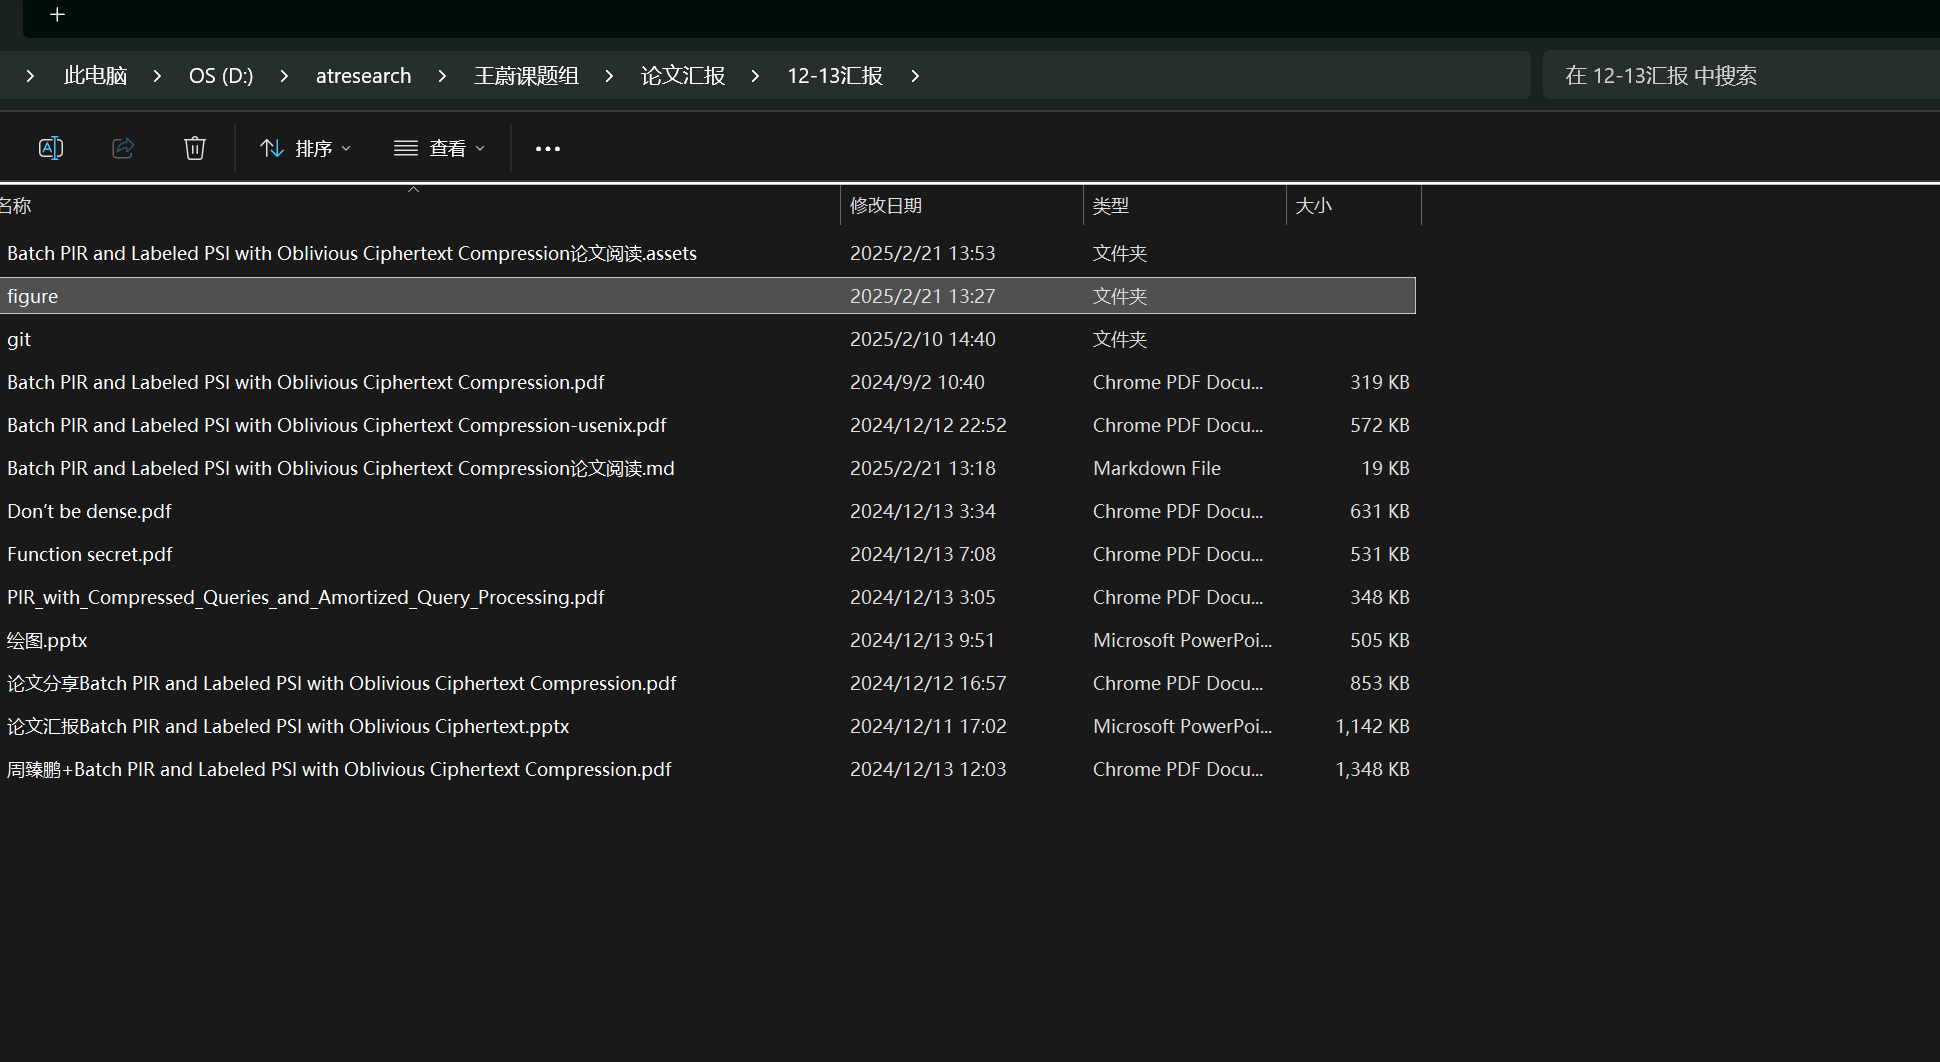 此电脑 OS (D:) atresearch 王蔚课题组 论文汇报 12-13汇报 在 12-13汇报 中搜索
排序 查看
名称 修改日期 类型 大小
Batch PIR and Labeled PSI with Oblivious Ciphertext Compression论文阅读.assets 2025/2/21 13:53 文件夹
figure 2025/2/21 13:27 文件夹
git 2025/2/10 14:40 文件夹
Batch PIR and Labeled PSI with Oblivious Ciphertext Compression.pdf 2024/9/2 10:40 Chrome PDF Docu... 319 KB
Batch PIR and Labeled PSI with Oblivious Ciphertext Compression-usenix.pdf 2024/12/12 22:52 Chrome PDF Docu... 572 KB
Batch PIR and Labeled PSI with Oblivious Ciphertext Compression论文阅读.md 2025/2/21 13:18 Markdown File 19 KB
Don’t be dense.pdf 2024/12/13 3:34 Chrome PDF Docu... 631 KB
Function secret.pdf 2024/12/13 7:08 Chrome PDF Docu... 531 KB
PIR_with_Compressed_Queries_and_Amortized_Query_Processing.pdf 2024/12/13 3:05 Chrome PDF Docu... 348 KB
绘图.pptx 2024/12/13 9:51 Microsoft PowerPoi... 505 KB
论文分享Batch PIR and Labeled PSI with Oblivious Ciphertext Compression.pdf 2024/12/12 16:57 Chrome PDF Docu... 853 KB
论文汇报Batch PIR and Labeled PSI with Oblivious Ciphertext.pptx 2024/12/11 17:02 Microsoft PowerPoi... 1,142 KB
周臻鹏+Batch PIR and Labeled PSI with Oblivious Ciphertext Compression.pdf 2024/12/13 12:03 Chrome PDF Docu... 1,348 KB